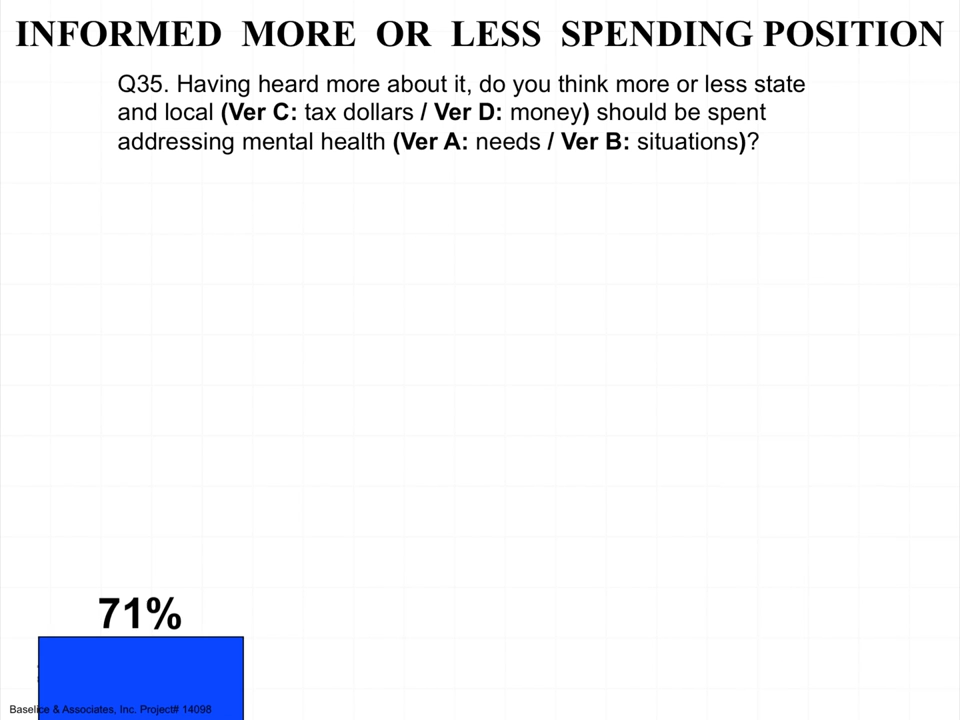 INFORMED MORE OR LESS SPENDING POSITION
Q35. Having heard more about it, do you think more or less state
and local (Ver C: tax dollars / Ver D: money) should be spent
addressing mental health (Ver A: needs / Ver B: situations)?
71%
Baselice & Associates, Inc. Project# 14098